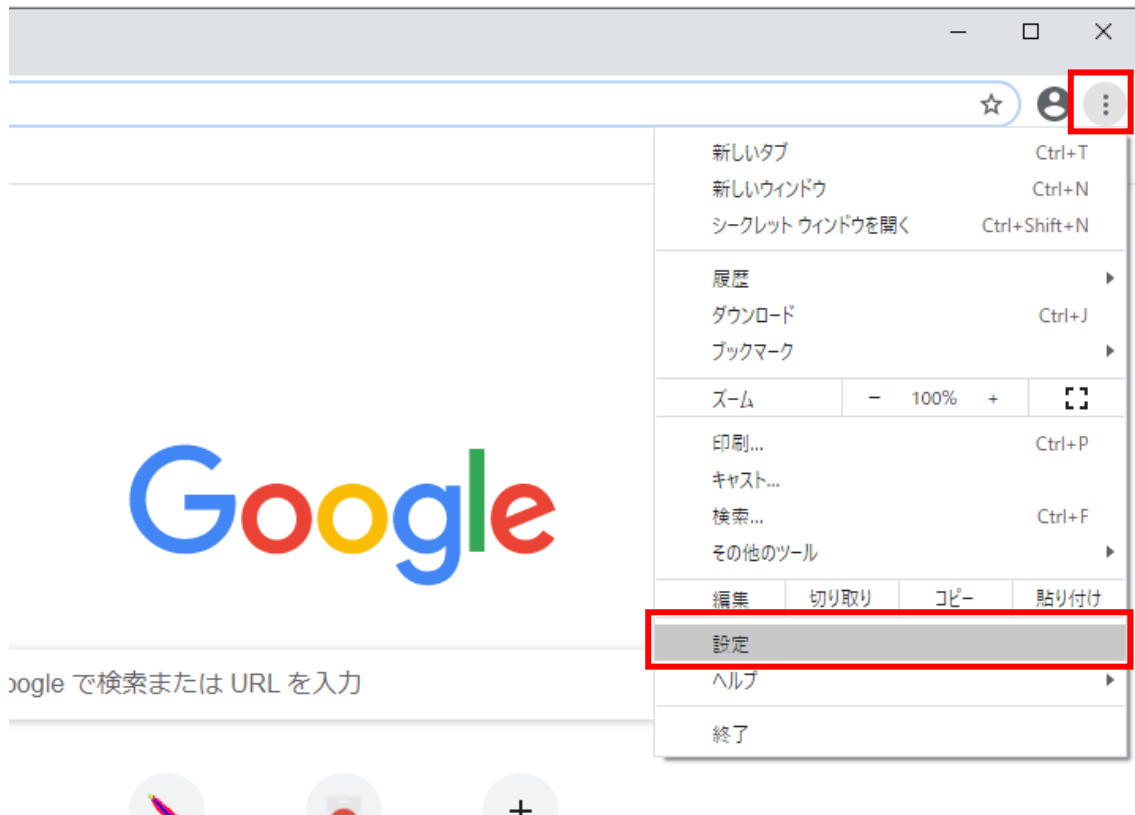 新しいタブ Ctrl+T
新しいウィンドウ Ctrl+N
シークレット ウィンドウを開く Ctrl+Shift+N
履歴
ダウンロード Ctrl+J
ブックマーク
ズーム - 100% +
印刷... Ctrl+P
キャスト...
検索... Ctrl+F
その他のツール
編集 切り取り コピー 貼り付け
設定
ヘルプ
終了
Google
oogle で検索または URL を入力